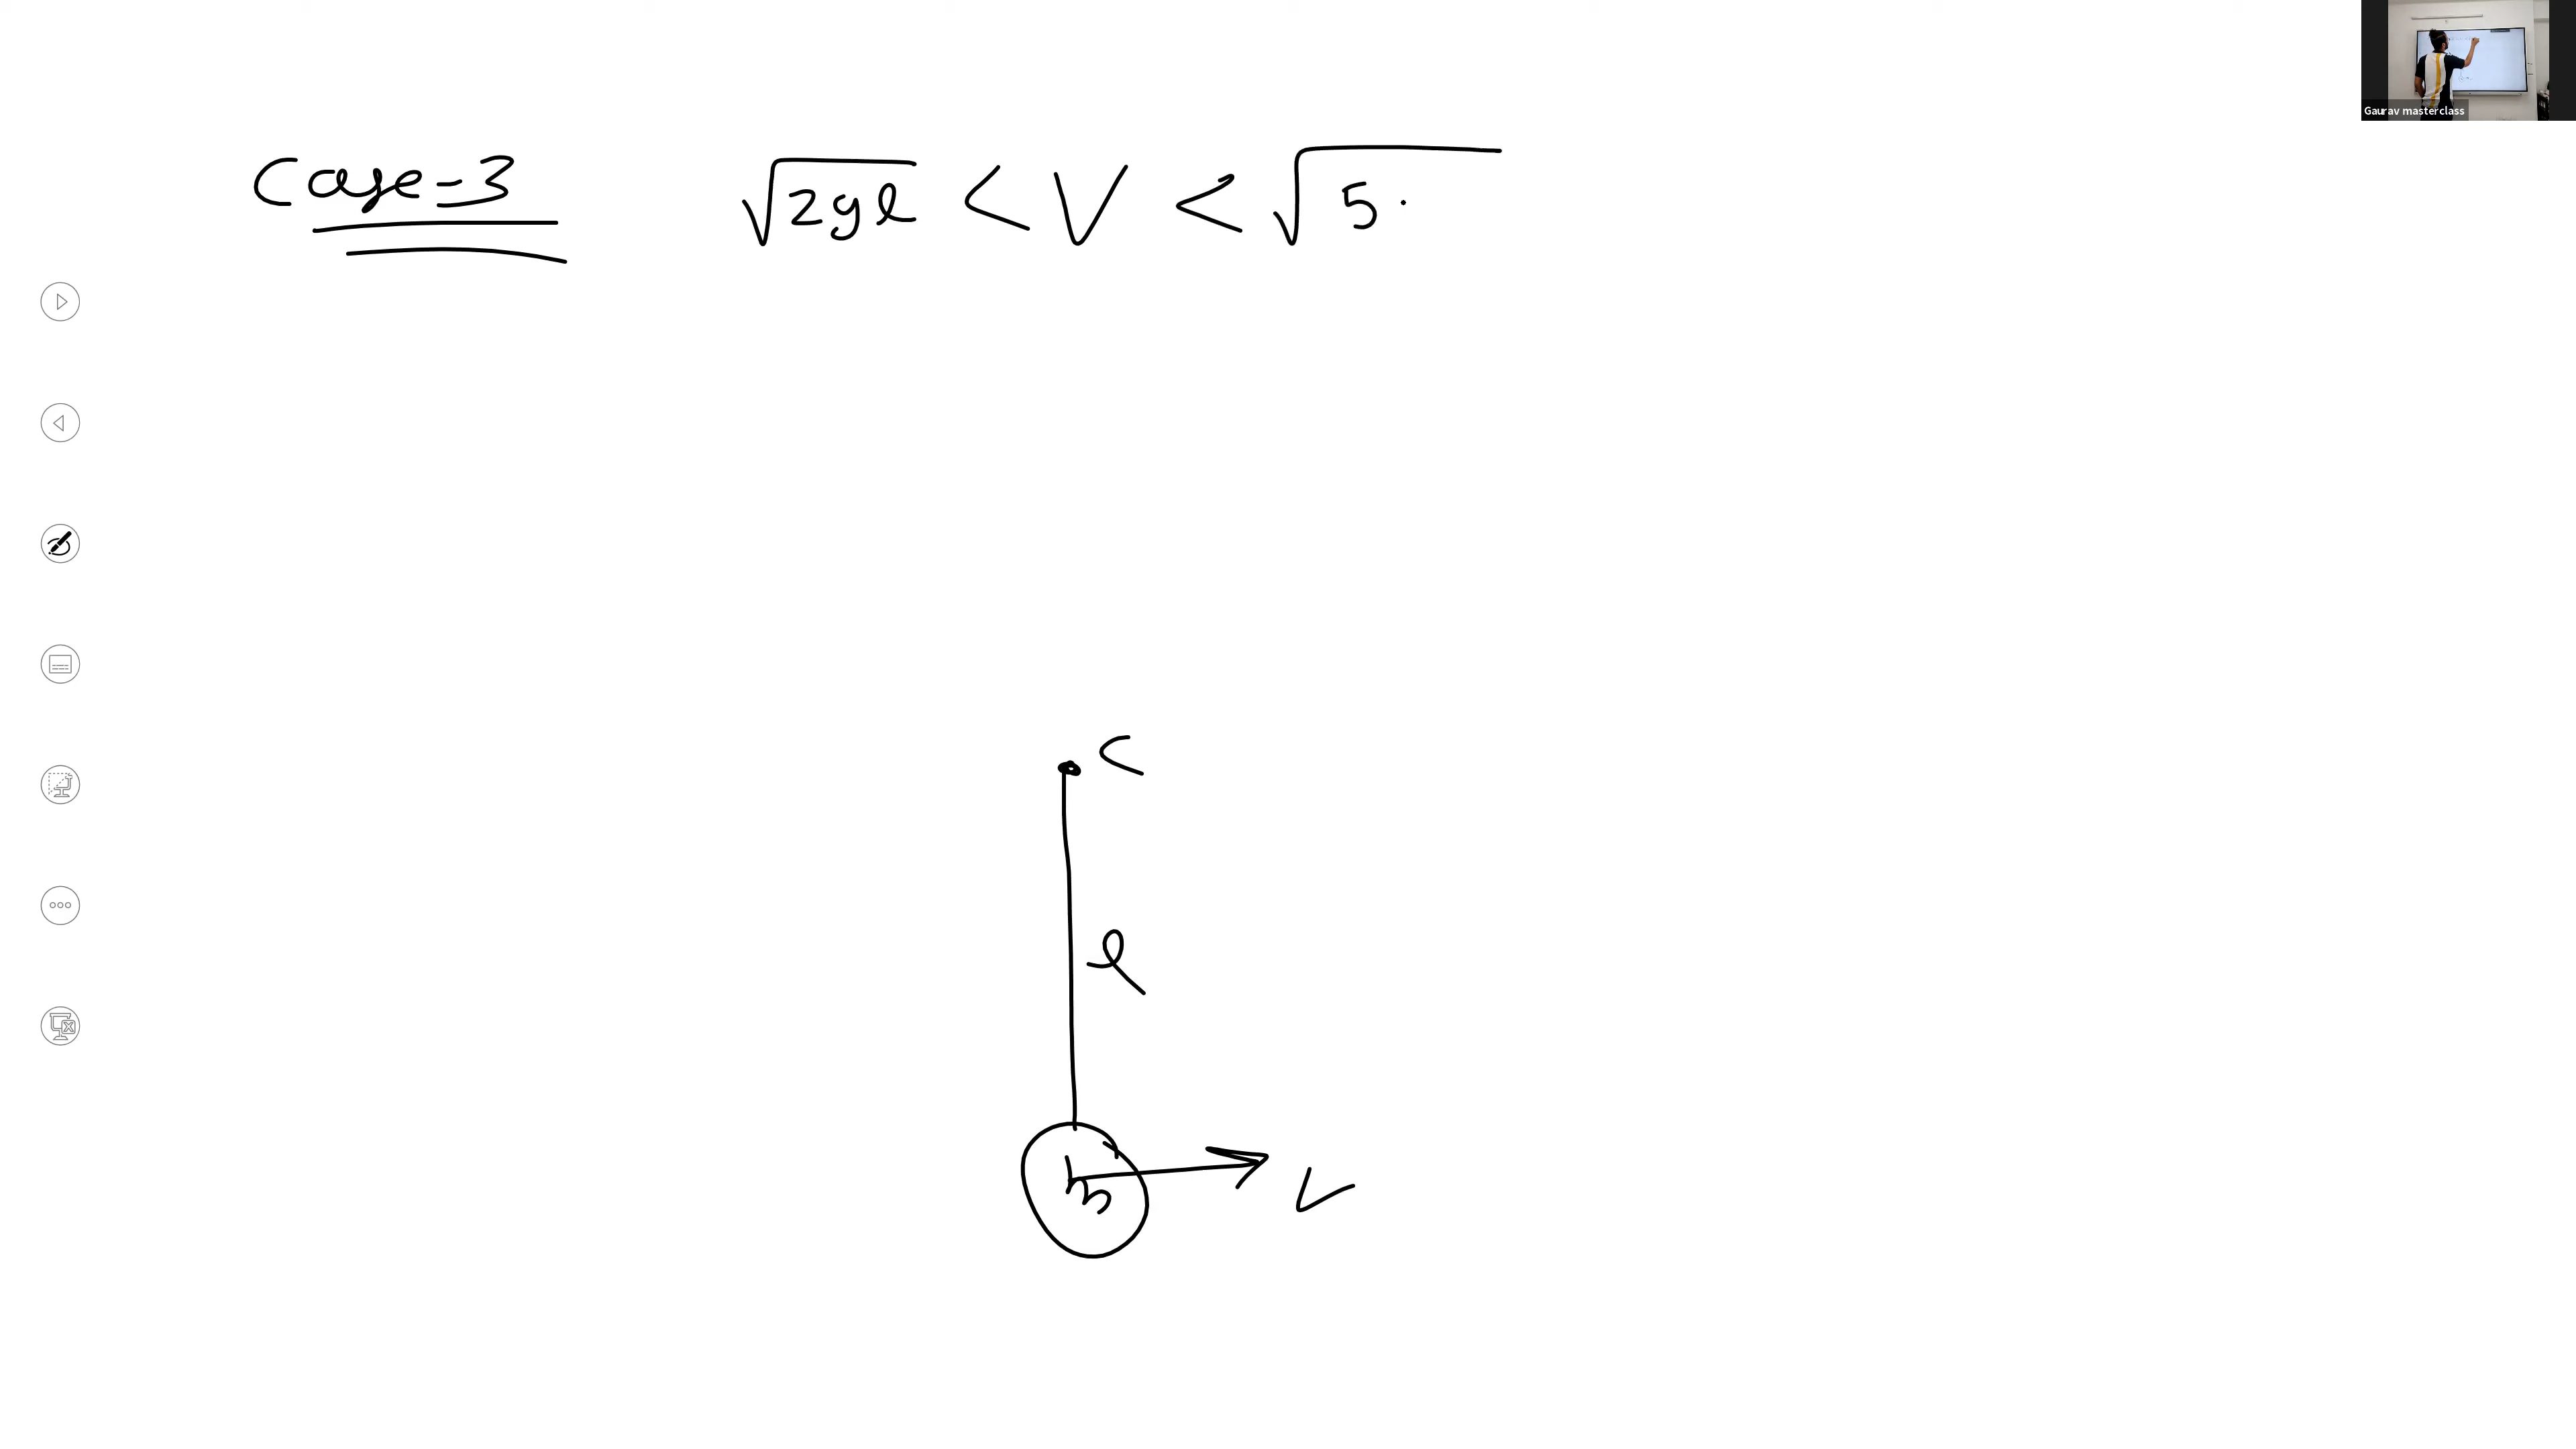 Gaurav masterclass
Case-3 √2gl < V < √5·
C
l
m
V